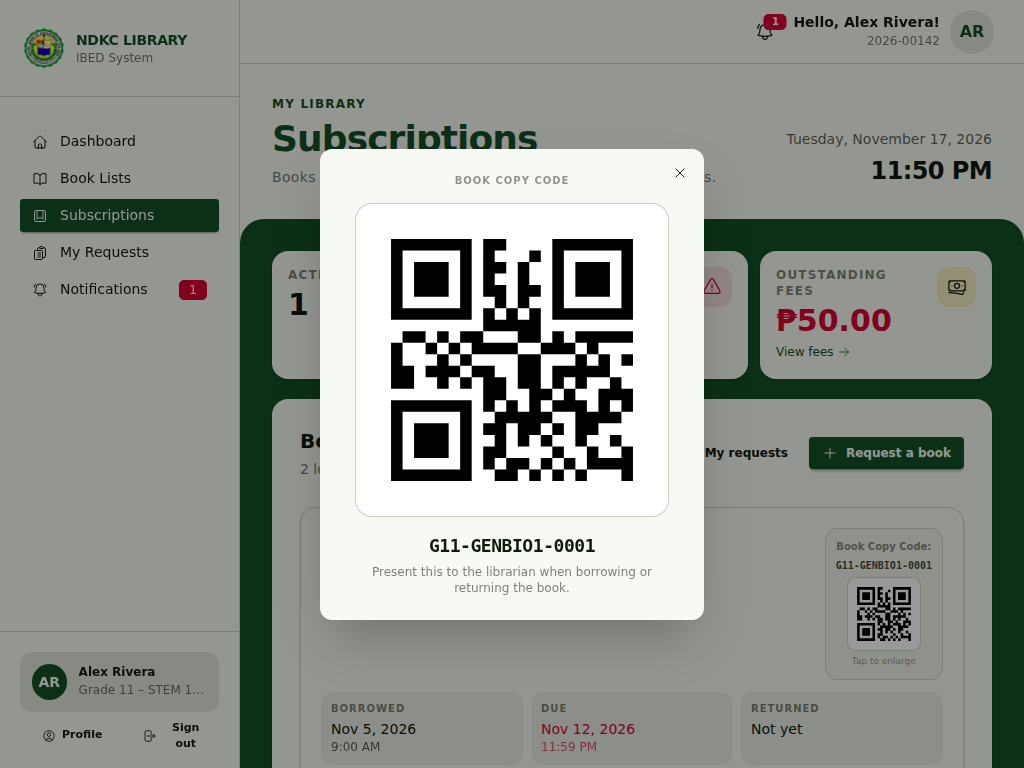 NDKC LIBRARY
IBED System
Dashboard
Book Lists
Subscriptions
My Requests
Notifications
1
Alex Rivera
Grade 11 – STEM 1...
AR
Profile
Sign out
1
Hello, Alex Rivera!
2026-00142
AR
MY LIBRARY
Subscriptions
Books
s.
Tuesday, November 17, 2026
11:50 PM
1
OUTSTANDING
FEES
₱50.00
View fees →
My requests
+ Request a book
Book Copy Code:
G11-GENBIO1-0001
Tap to enlarge
BORROWED
Nov 5, 2026
9:00 AM
DUE
Nov 12, 2026
11:59 PM
RETURNED
Not yet
BOOK COPY CODE
G11-GENBIO1-0001
Present this to the librarian when borrowing or
returning the book.